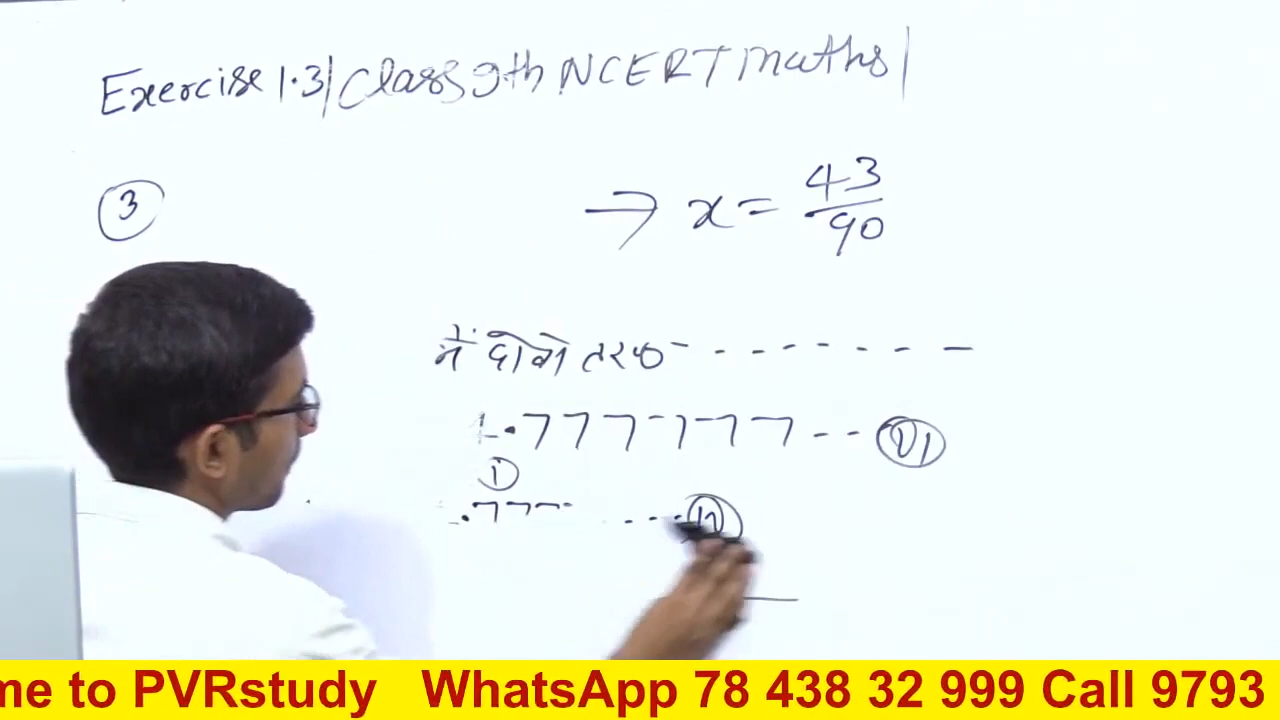 Exercise 1.3| Class 9th NCERT maths|
3
→ x = 43/90
में दोनो तरफ - - - - - - - -
.777777 - -
1
.777 - - -
me to PVRstudy WhatsApp 78 438 32 999 Call 9793